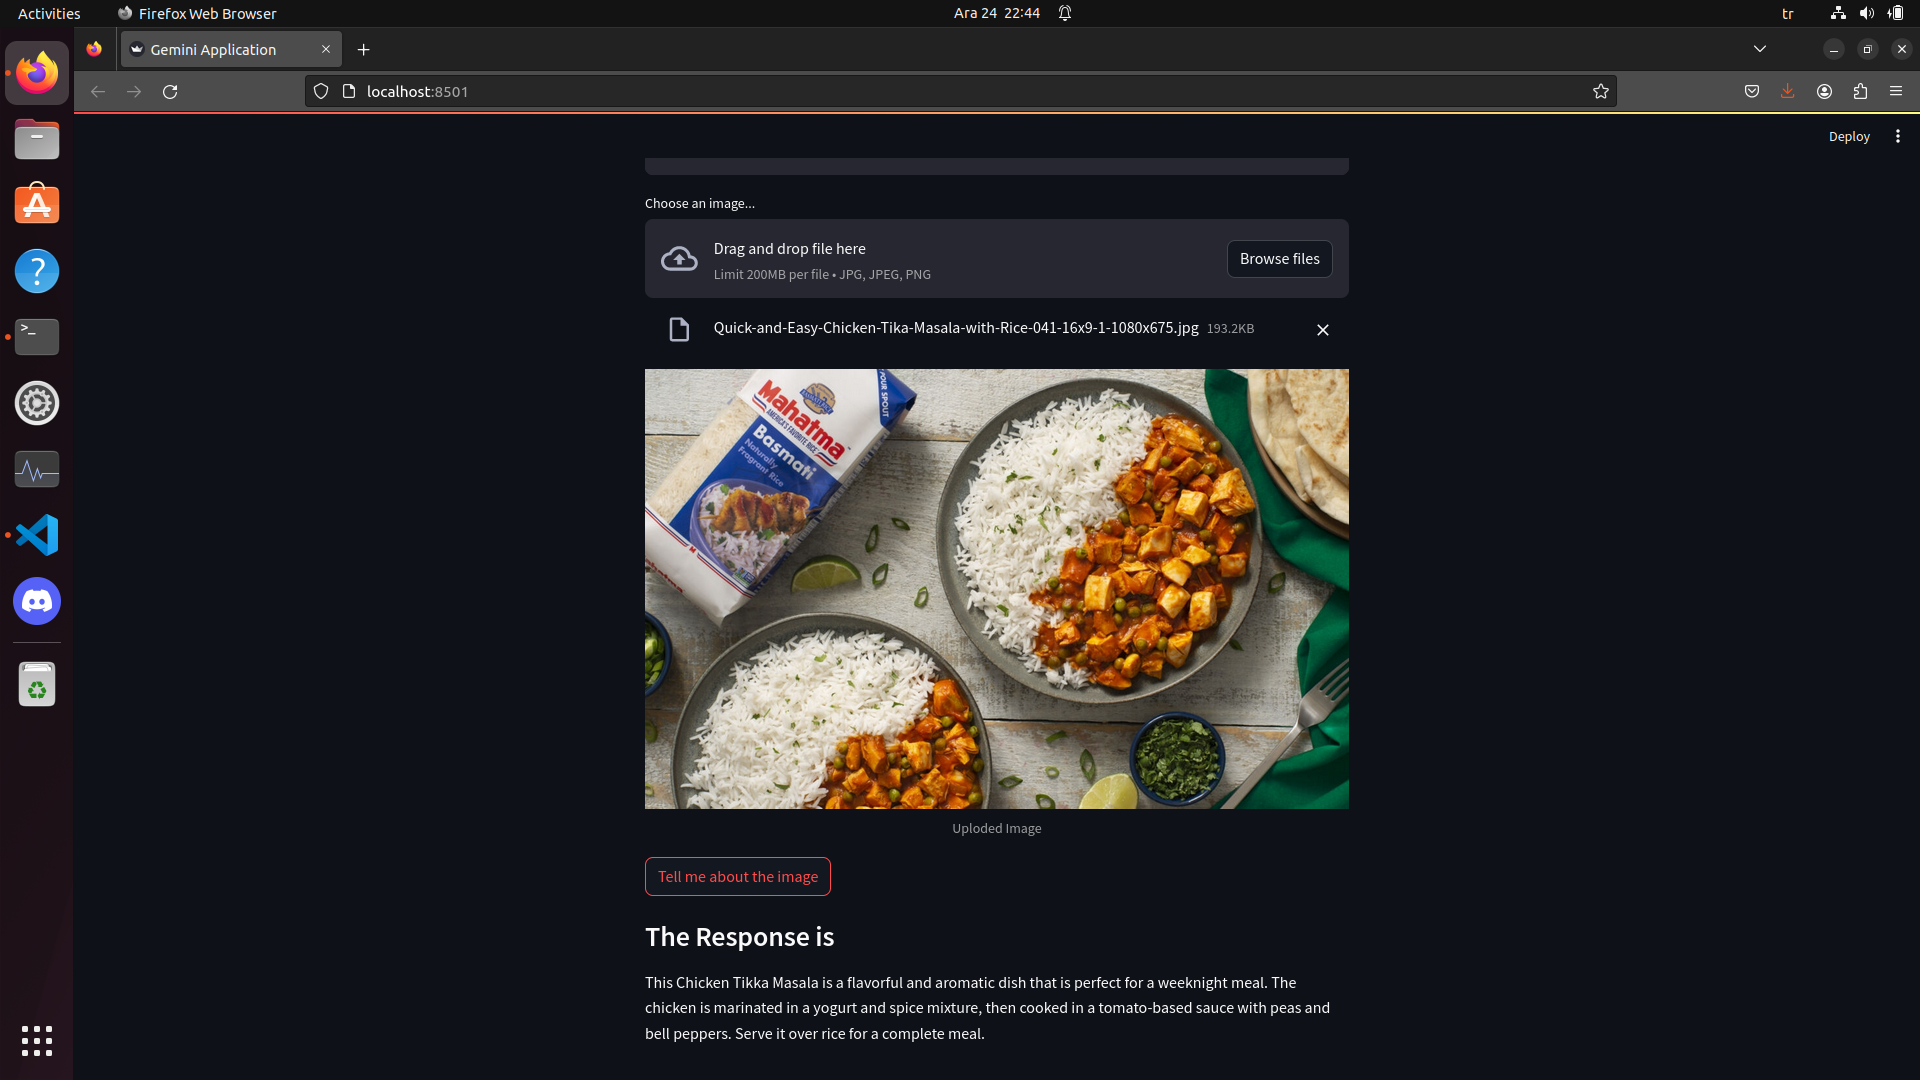 Activities
Firefox Web Browser
Ara 24 22:44
tr
Gemini Application
localhost:8501
Deploy
Choose an image...
Drag and drop file here
Limit 200MB per file • JPG, JPEG, PNG
Browse files
Quick-and-Easy-Chicken-Tika-Masala-with-Rice-041-16x9-1-1080x675.jpg 193.2KB
YOUR SPOUT
Mahatma
AMERICA'S FAVORITE RICE
Basmati
Naturally
Fragrant Rice
Uploded Image
Tell me about the image
The Response is
This Chicken Tikka Masala is a flavorful and aromatic dish that is perfect for a weeknight meal. The
chicken is marinated in a yogurt and spice mixture, then cooked in a tomato-based sauce with peas and
bell peppers. Serve it over rice for a complete meal.